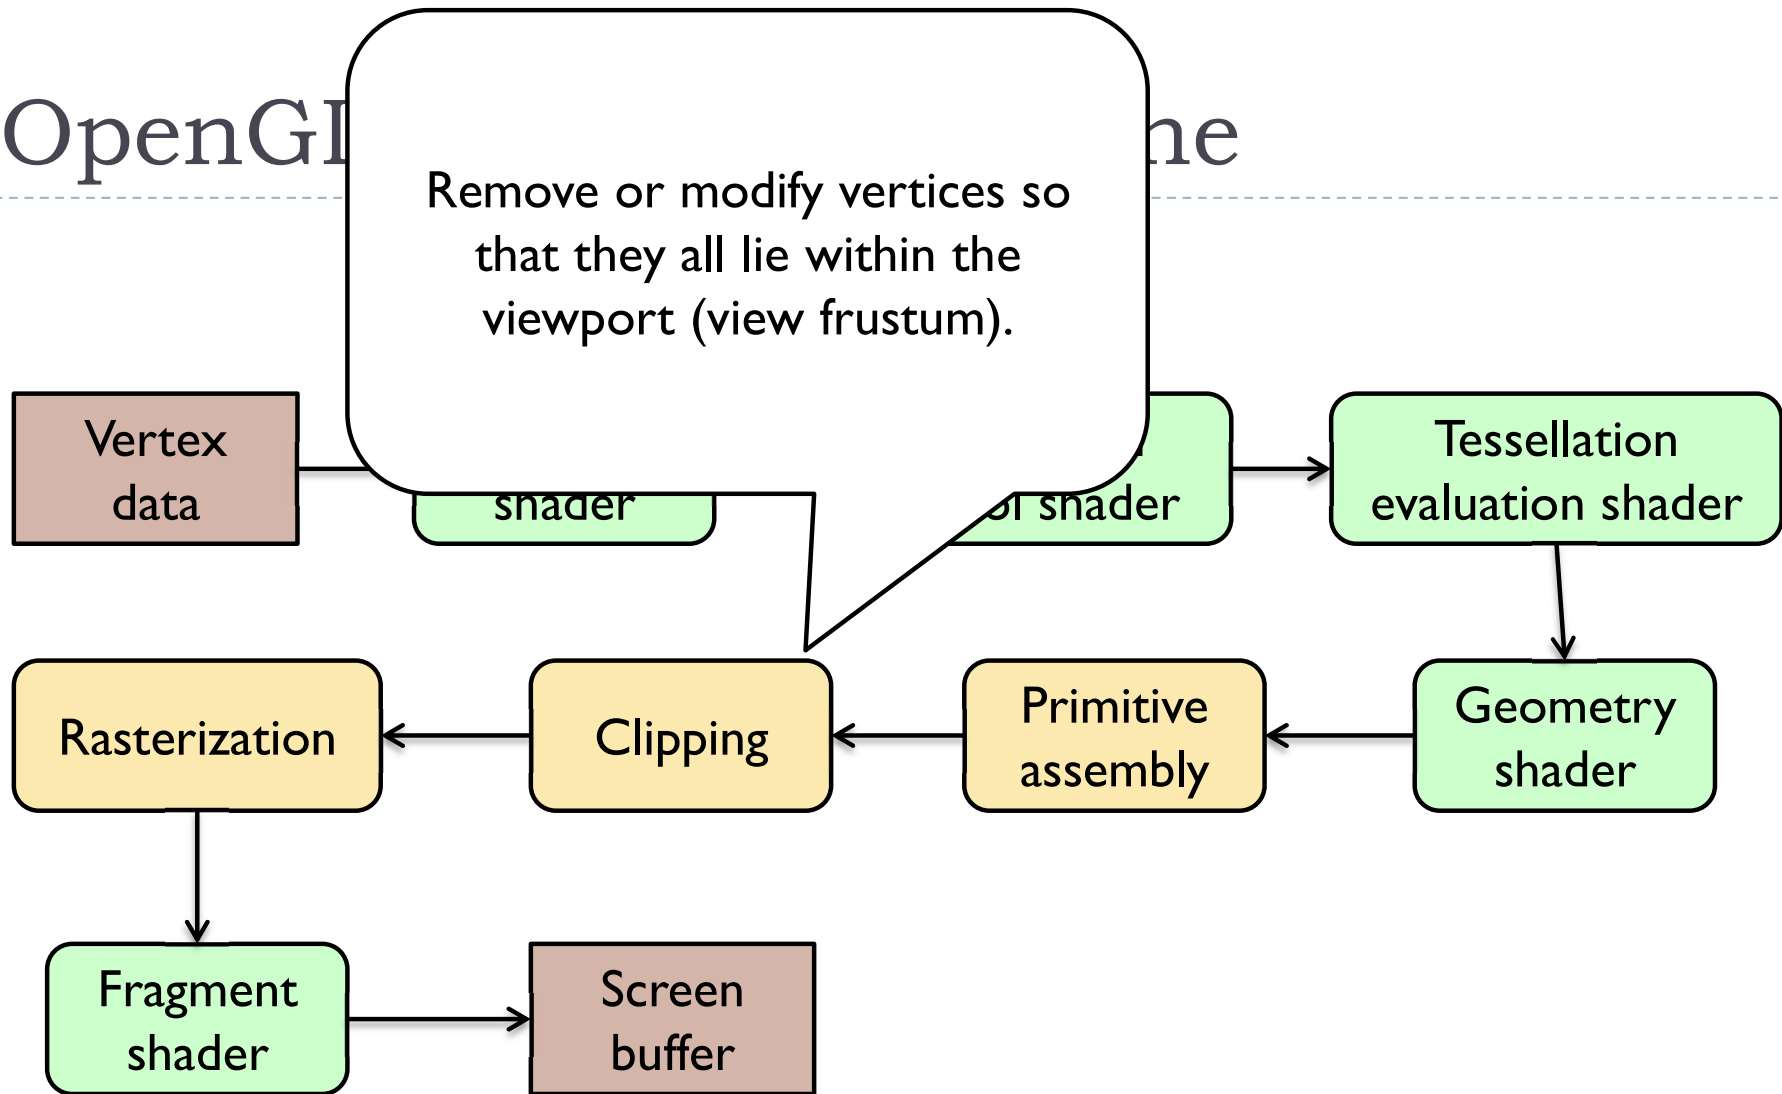 OpenGL
Remove or modify vertices so
that they all lie within the
viewport (view frustum).
Vertex
data
shader
shader
Tessellation
evaluation shader
Rasterization
Clipping
Primitive
assembly
Geometry
shader
Fragment
shader
Screen
buffer